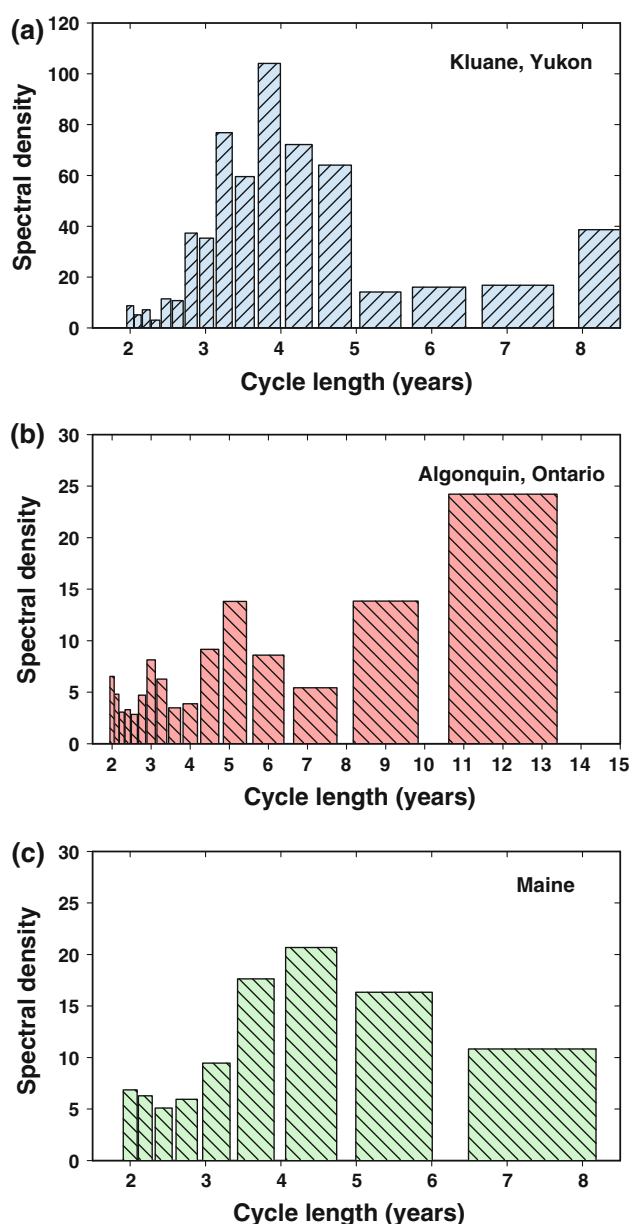 (a)
120
100
80
60
40
20
0
Spectral density
Kluane, Yukon
2 3 4 5 6 7 8
Cycle length (years)
(b)
30
25
20
15
10
5
0
Spectral density
Algonquin, Ontario
2 3 4 5 6 7 8 9 10 11 12 13 14 15
Cycle length (years)
(c)
30
25
20
15
10
5
0
Spectral density
Maine
2 3 4 5 6 7 8
Cycle length (years)